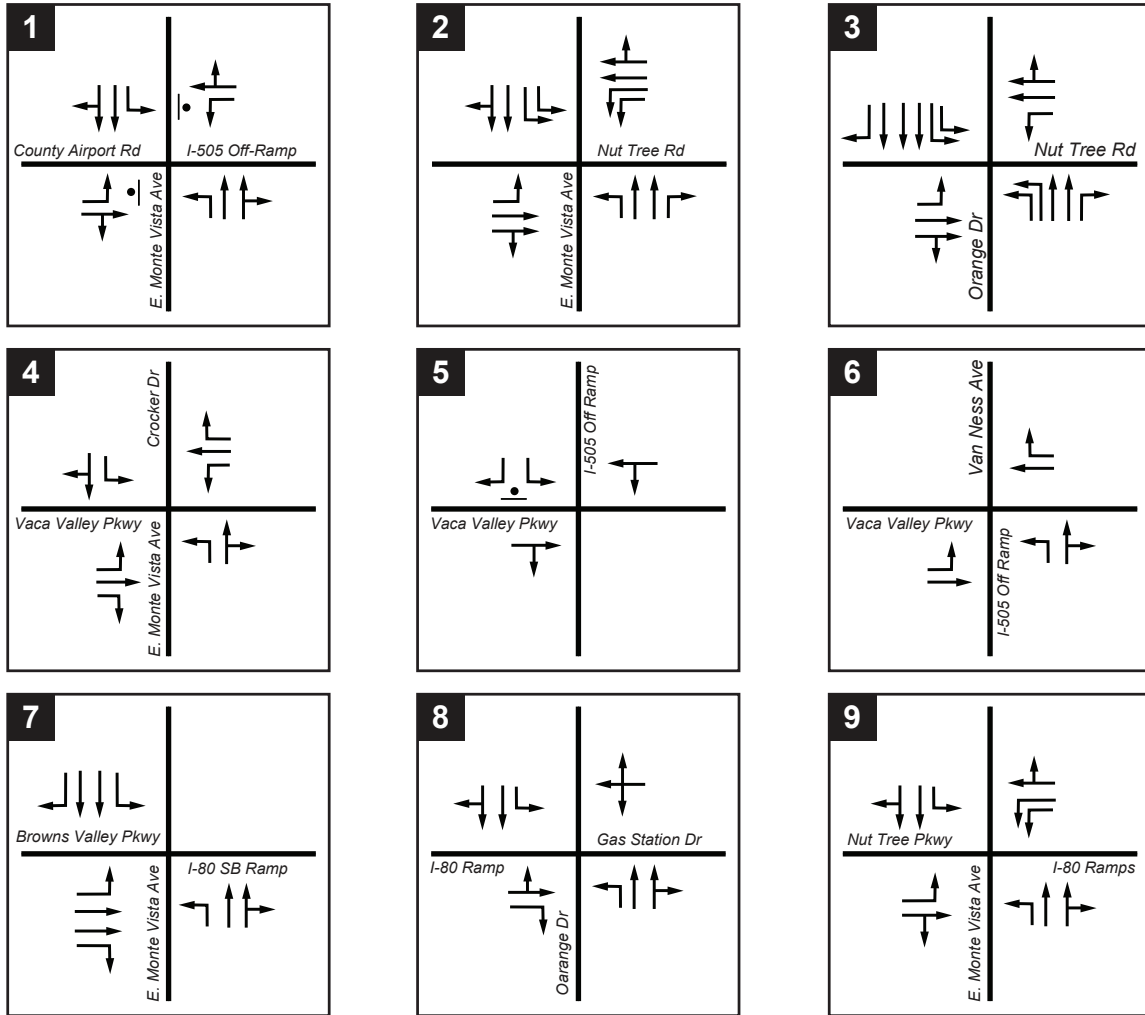 1
County Airport Rd
I-505 Off-Ramp
E. Monte Vista Ave
2
Nut Tree Rd
E. Monte Vista Ave
3
Nut Tree Rd
Orange Dr
4
Crocker Dr
Vaca Valley Pkwy
E. Monte Vista Ave
5
I-505 Off Ramp
Vaca Valley Pkwy
6
Van Ness Ave
Vaca Valley Pkwy
I-505 Off Ramp
7
Browns Valley Pkwy
I-80 SB Ramp
E. Monte Vista Ave
8
Gas Station Dr
I-80 Ramp
Oarange Dr
9
Nut Tree Pkwy
I-80 Ramps
E. Monte Vista Ave